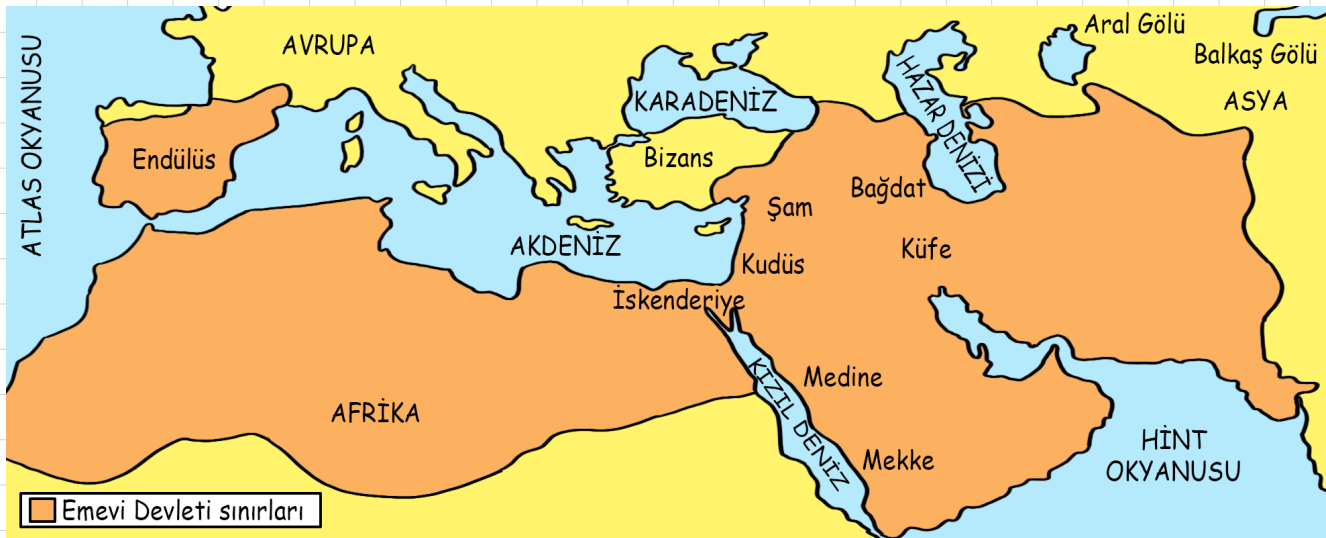 ATLAS OKYANUSU
AVRUPA
Aral Gölü
Balkaş Gölü
HAZAR DENİZİ
KARADENİZ
ASYA
Endülüs
Bizans
Bağdat
Şam
AKDENİZ
Kudüs
Küfe
İskenderiye
KIZIL DENİZ
Medine
AFRİKA
Mekke
HİNT
OKYANUSU
Emevi Devleti sınırları